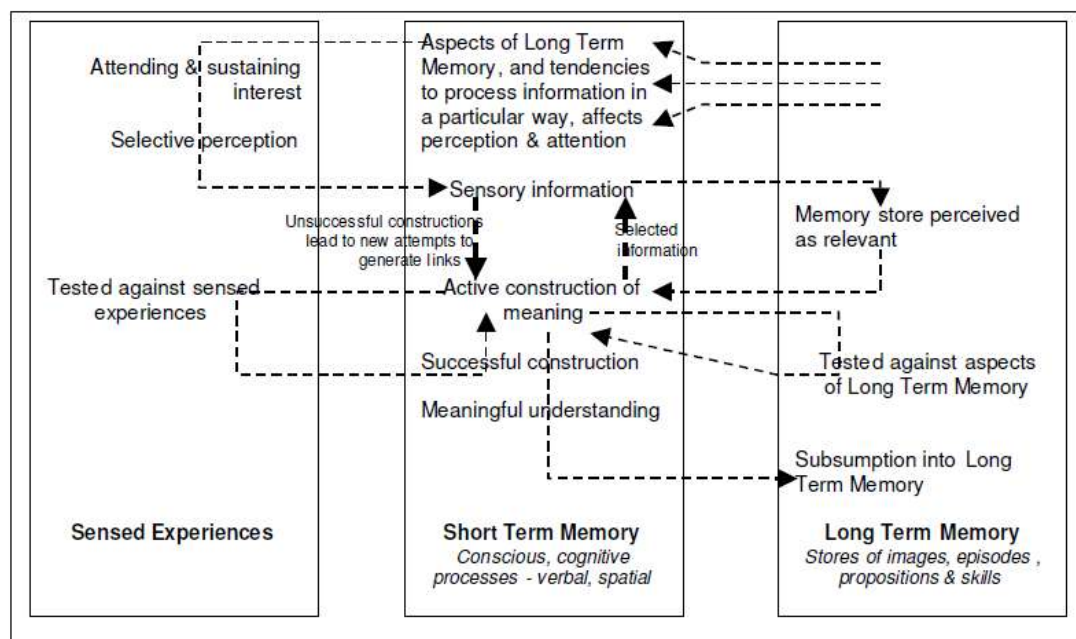 Attending & sustaining
interest
Selective perception
Aspects of Long Term
Memory, and tendencies
to process information in
a particular way, affects
perception & attention
Sensory information
Unsuccessful constructions
lead to new attempts to
generate links
Selected
information
Memory store perceived
as relevant
Tested against sensed
experiences
Active construction of
meaning
Successful construction
Meaningful understanding
Tested against aspects
of Long Term Memory
Subsumption into Long
Term Memory
Sensed Experiences
Short Term Memory
Conscious, cognitive
processes - verbal, spatial
Long Term Memory
Stores of images, episodes ,
propositions & skills